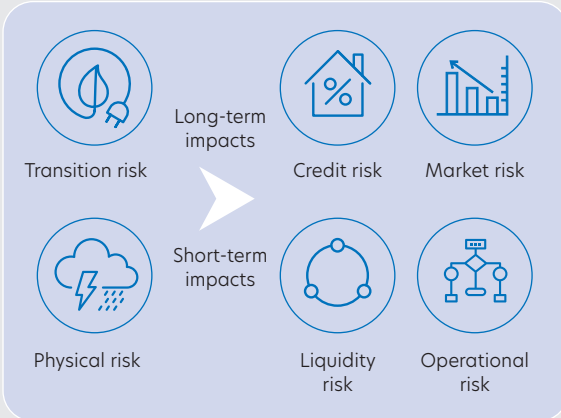 Long-term
impacts
Transition risk
Credit risk
Market risk
Short-term
impacts
Physical risk
Liquidity
risk
Operational
risk